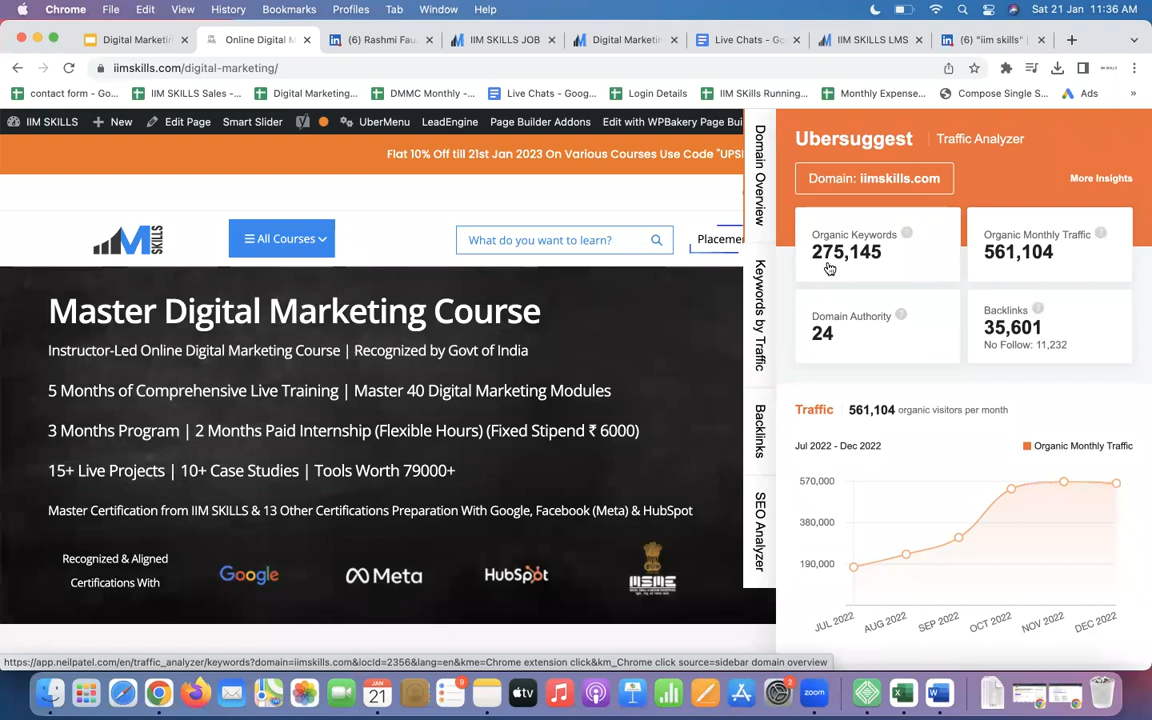 Chrome File Edit View History Bookmarks Profiles Tab Window Help Sat 21 Jan 11:36 AM
Digital Marketin Online Digital M (6) Rashmi Fau IIM SKILLS JOB Digital Marketin Live Chats - Go IIM SKILLS LMS (6) "iim skills"
iimskills.com/digital-marketing/
contact form - Go... IIM SKILLS Sales -... Digital Marketing... DMMC Monthly -... Live Chats - Goog... Login Details IIM SKills Running... Monthly Expense... Compose Single S... Ads »
IIM SKILLS New Edit Page Smart Slider UberMenu LeadEngine Page Builder Addons Edit with WPBakery Page Bui
Flat 10% Off till 21st Jan 2023 On Various Courses Use Code "UPSI
IIM SKILLS
All Courses
What do you want to learn?
Placeme
Master Digital Marketing Course
Instructor-Led Online Digital Marketing Course | Recognized by Govt of India
5 Months of Comprehensive Live Training | Master 40 Digital Marketing Modules
3 Months Program | 2 Months Paid Internship (Flexible Hours) (Fixed Stipend ₹ 6000)
15+ Live Projects | 10+ Case Studies | Tools Worth 79000+
Master Certification from IIM SKILLS & 13 Other Certifications Preparation With Google, Facebook (Meta) & HubSpot
Recognized & Aligned
Certifications With
Google
Meta
HubSpot
MSME
Domain Overview
Keywords by Traffic
Backlinks
SEO Analyzer
Ubersuggest Traffic Analyzer
Domain: iimskills.com More Insights
Organic Keywords
275,145
Organic Monthly Traffic
561,104
Domain Authority
24
Backlinks
35,601
No Follow: 11,232
Traffic 561,104 organic visitors per month
Jul 2022 - Dec 2022 Organic Monthly Traffic
570,000
380,000
190,000
JUL 2022 AUG 2022 SEP 2022 OCT 2022 NOV 2022 DEC 2022
https://app.neilpatel.com/en/traffic_analyzer/keywords?domain=iimskills.com&locId=2356&lang=en&kme=Chrome extension click&km_Chrome click source=sidebar domain overview
JAN
21
9
tv
2
zoom
X
W